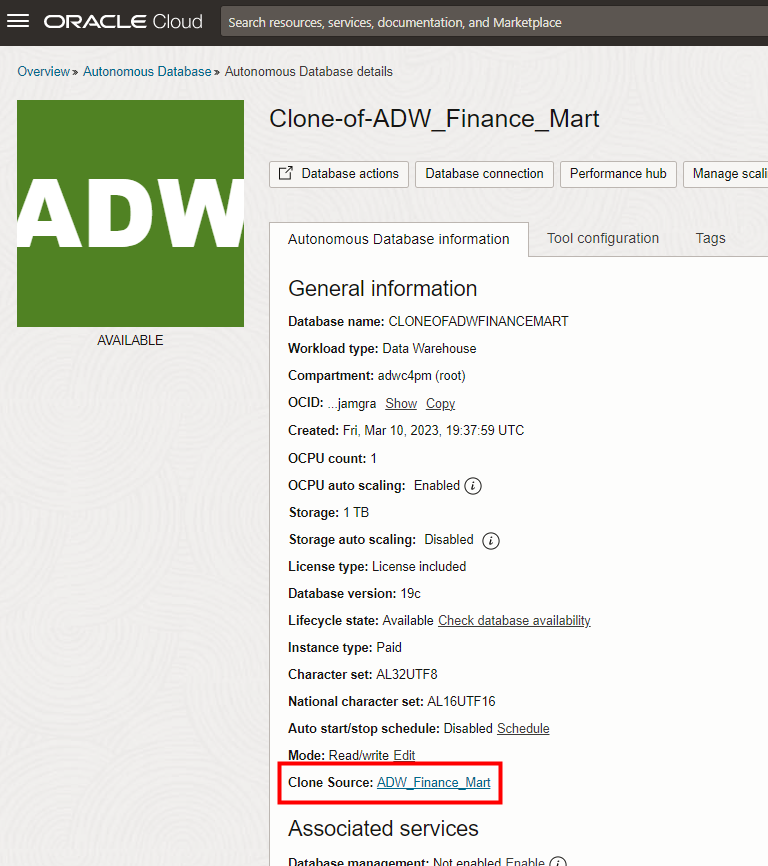 ORACLE Cloud
Search resources, services, documentation, and Marketplace
Overview » Autonomous Database » Autonomous Database details
ADW
AVAILABLE
Clone-of-ADW_Finance_Mart
Database actions
Database connection
Performance hub
Manage scali
Autonomous Database information
Tool configuration
Tags
General information
Database name: CLONEOFADWFINANCEMART
Workload type: Data Warehouse
Compartment: adwc4pm (root)
OCID: ...jamgra Show Copy
Created: Fri, Mar 10, 2023, 19:37:59 UTC
OCPU count: 1
OCPU auto scaling: Enabled i
Storage: 1 TB
Storage auto scaling: Disabled i
License type: License included
Database version: 19c
Lifecycle state: Available Check database availability
Instance type: Paid
Character set: AL32UTF8
National character set: AL16UTF16
Auto start/stop schedule: Disabled Schedule
Mode: Read/write Edit
Clone Source: ADW_Finance_Mart
Associated services
Database management: Not enabled Enable i